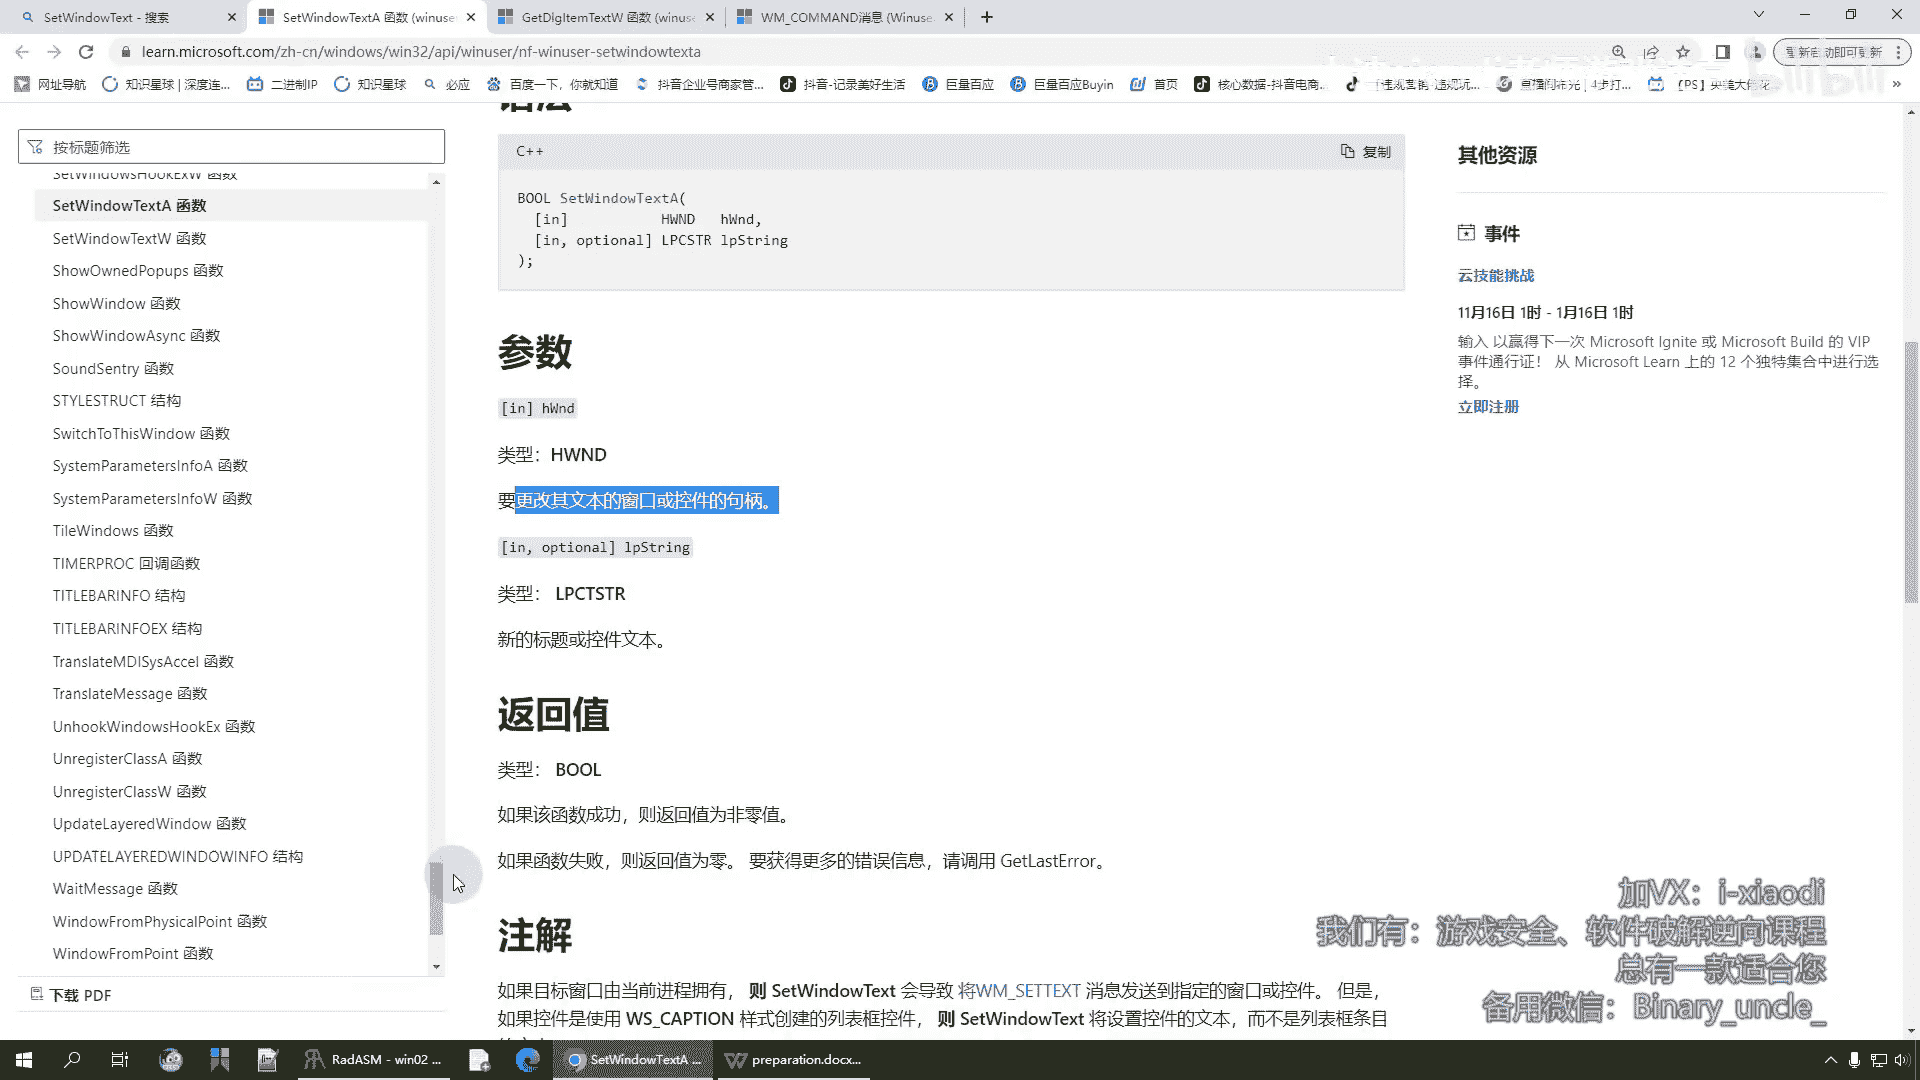 SetWindowText - 搜索
SetWindowTextA 函数 (winuse
GetDlgItemTextW 函数 (winuse
WM_COMMAND消息 (Winuse
learn.microsoft.com/zh-cn/windows/win32/api/winuser/nf-winuser-setwindowtexta
重新启动即可更新
网址导航
知识星球 | 深度连...
二进制IP
知识星球
必应
百度一下，你就知道
抖音企业号商家管...
抖音-记录美好生活
巨量百应
巨量百应Buyin
首页
核心数据-抖音电商...
语法
按标题筛选
SetWindowsHookExW 函数
SetWindowTextA 函数
SetWindowTextW 函数
ShowOwnedPopups 函数
ShowWindow 函数
ShowWindowAsync 函数
SoundSentry 函数
STYLESTRUCT 结构
SwitchToThisWindow 函数
SystemParametersInfoA 函数
SystemParametersInfoW 函数
TileWindows 函数
TIMERPROC 回调函数
TITLEBARINFO 结构
TITLEBARINFOEX 结构
TranslateMDISysAccel 函数
TranslateMessage 函数
UnhookWindowsHookEx 函数
UnregisterClassA 函数
UnregisterClassW 函数
UpdateLayeredWindow 函数
UPDATELAYEREDWINDOWINFO 结构
WaitMessage 函数
WindowFromPhysicalPoint 函数
WindowFromPoint 函数
下载 PDF
C++
复制
BOOL SetWindowTextA(
[in] HWND hWnd,
[in, optional] LPCSTR lpString
);
参数
[in] hWnd
类型：HWND
要更改其文本的窗口或控件的句柄。
[in, optional] lpString
类型： LPCTSTR
新的标题或控件文本。
返回值
类型： BOOL
如果该函数成功，则返回值为非零值。
如果函数失败，则返回值为零。 要获得更多的错误信息，请调用 GetLastError。
注解
如果目标窗口由当前进程拥有， 则 SetWindowText 会导致 将WM_SETTEXT 消息发送到指定的窗口或控件。 但是，
如果控件是使用 WS_CAPTION 样式创建的列表框控件， 则 SetWindowText 将设置控件的文本，而不是列表框条目
其他资源
事件
云技能挑战
11月16日 1时 - 1月16日 1时
输入 以赢得下一次 Microsoft Ignite 或 Microsoft Build 的 VIP
事件通行证！ 从 Microsoft Learn 上的 12 个独特集合中进行选
择。
立即注册
加VX：i-xiaodi
我们有：游戏安全、软件破解逆向课程
总有一款适合您
备用微信：Binary_uncle_
RadASM - win02 ...
SetWindowTextA ...
preparation.docx...